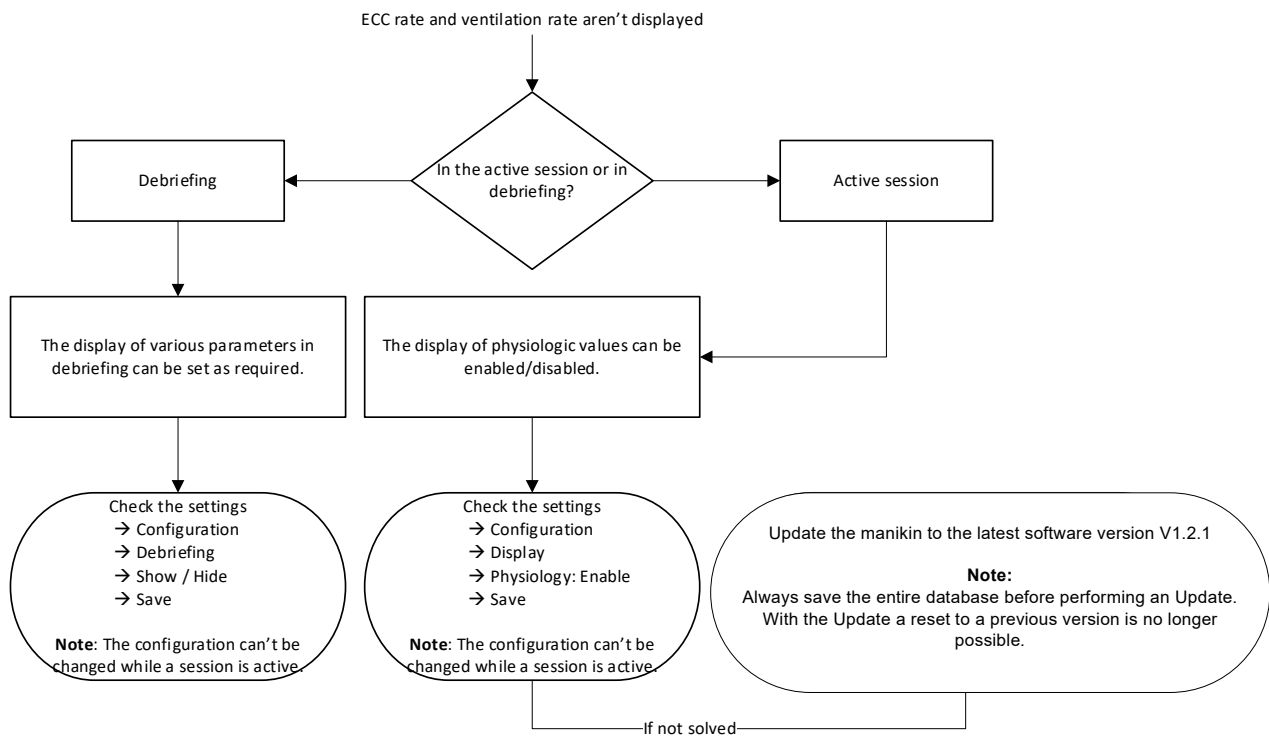 ECC rate and ventilation rate aren't displayed
In the active session or in
debriefing?
Debriefing
Active session
The display of various parameters in
debriefing can be set as required.
The display of physiologic values can be
enabled/disabled.
Check the settings
→ Configuration
→ Debriefing
→ Show / Hide
→ Save
Note: The configuration can't be
changed while a session is active.
Check the settings
→ Configuration
→ Display
→ Physiology: Enable
→ Save
Note: The configuration can't be
changed while a session is active.
Update the manikin to the latest software version V1.2.1
Note:
Always save the entire database before performing an Update.
With the Update a reset to a previous version is no longer
possible.
If not solved